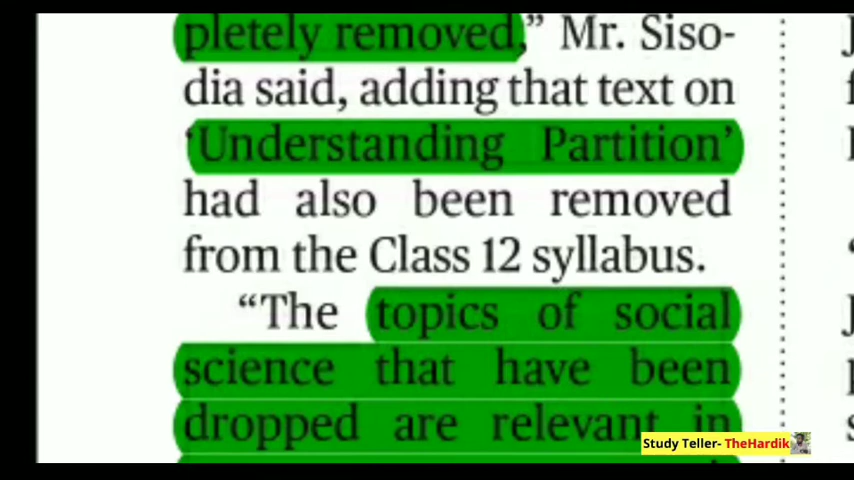 pletely removed,” Mr. Siso-
dia said, adding that text on
‘Understanding Partition’
had also been removed
from the Class 12 syllabus.
“The topics of social
science that have been
dropped are relevant in
Study Teller- TheHardik